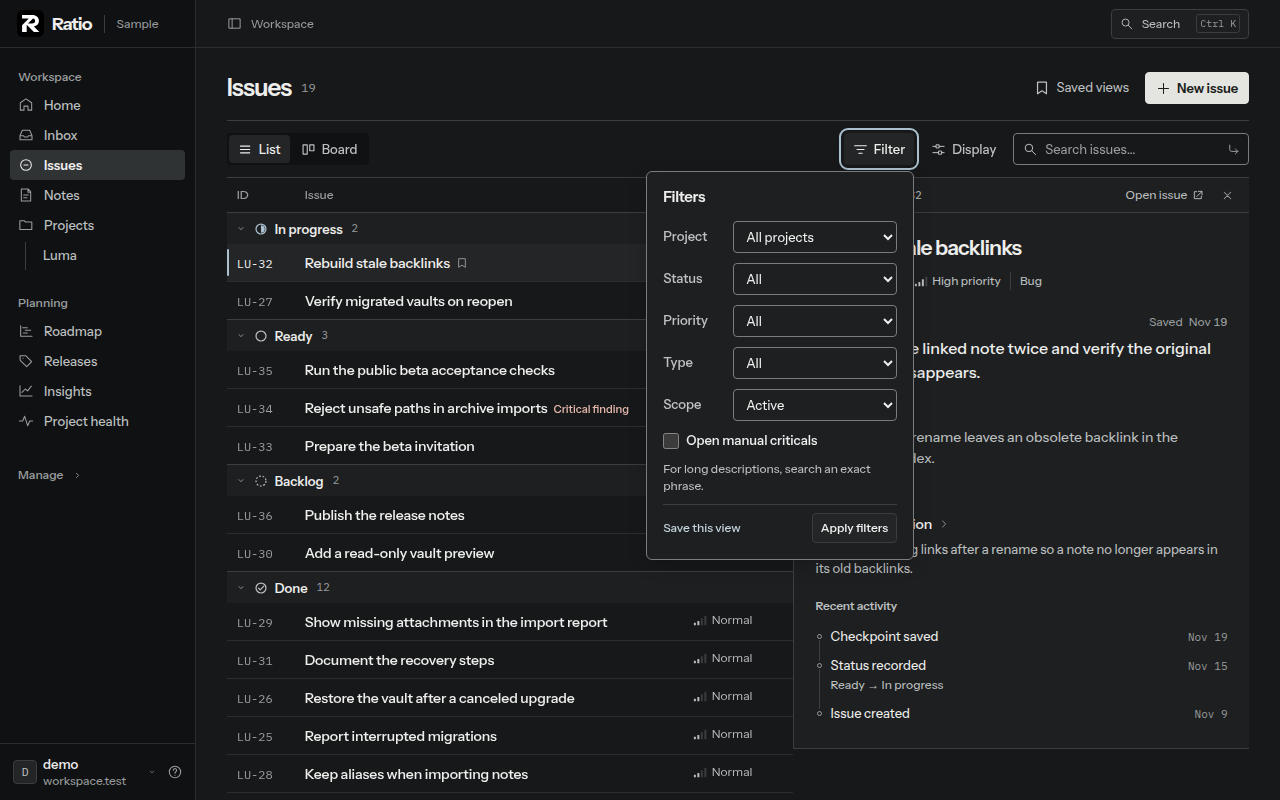 Ratio
Sample
Workspace
Search
Ctrl K
Workspace
Home
Inbox
Issues
Notes
Projects
Luma
Planning
Roadmap
Releases
Insights
Project health
Manage
D
demo
workspace.test
Issues 19
Saved views
New issue
List
Board
Filter
Display
Search issues...
ID
Issue
In progress 2
LU-32 Rebuild stale backlinks
LU-27 Verify migrated vaults on reopen
Ready 3
LU-35 Run the public beta acceptance checks
LU-34 Reject unsafe paths in archive imports Critical finding
LU-33 Prepare the beta invitation
Backlog 2
LU-36 Publish the release notes
LU-30 Add a read-only vault preview
Done 12
LU-29 Show missing attachments in the import report Normal
LU-31 Document the recovery steps Normal
LU-26 Restore the vault after a canceled upgrade Normal
LU-25 Report interrupted migrations Normal
LU-28 Keep aliases when importing notes Normal
Filters
Project All projects
Status All
Priority All
Type All
Scope Active
Open manual criticals
For long descriptions, search an exact
phrase.
Save this view
Apply filters
2
Open issue
backlinks
High priority
Bug
Saved Nov 19
linked note twice and verify the original
rename leaves an obsolete backlink in the
links after a rename so a note no longer appears in
its old backlinks.
Recent activity
Checkpoint saved Nov 19
Status recorded Nov 15
Ready → In progress
Issue created Nov 9